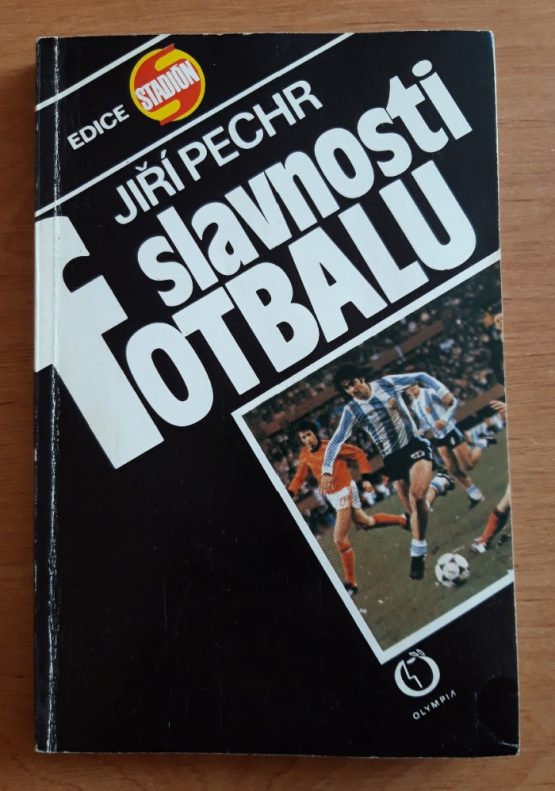 EDICE STADIÓN
JIŘÍ PECHR
slavnosti
fOTBALU
OLYMPIA